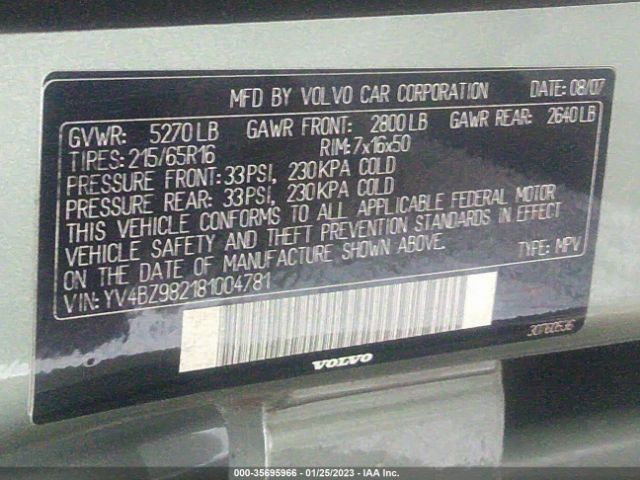 MFD BY VOLVO CAR CORPORATION DATE: 08/07
GVWR: 5270 LB GAWR FRONT: 2800 LB GAWR REAR: 2640 LB
TIRES: 215/65R16 RIM: 7x16x50
PRESSURE FRONT: 33 PSI, 230 KPA COLD
PRESSURE REAR: 33 PSI, 230 KPA COLD
THIS VEHICLE CONFORMS TO ALL APPLICABLE FEDERAL MOTOR
VEHICLE SAFETY AND THEFT PREVENTION STANDARDS IN EFFECT
ON THE DATE OF MANUFACTURE SHOWN ABOVE.
VIN: YV4BZ982181004781 TYPE: MPV
30760536
VOLVO
000-35695966 - 01/25/2023 - IAA Inc.